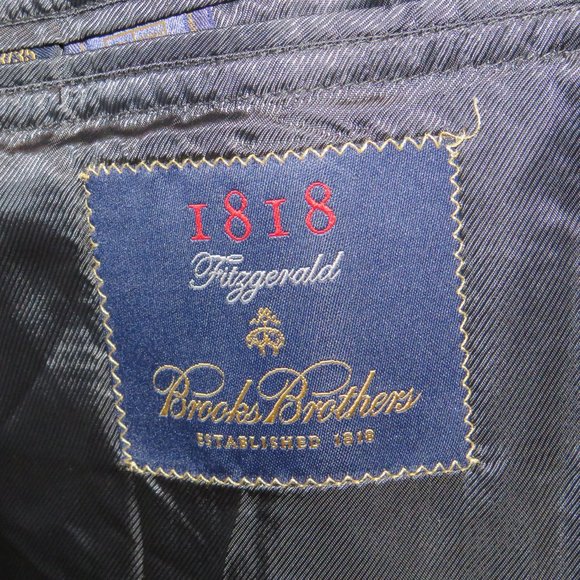 1818
Fitzgerald
Brooks Brothers
ESTABLISHED 1818